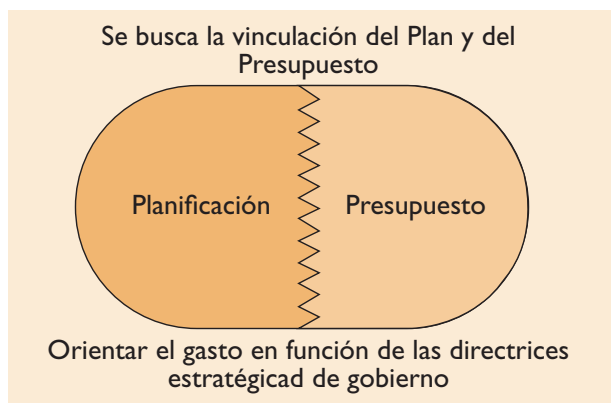 Se busca la vinculación del Plan y del
Presupuesto
Planificación
Presupuesto
Orientar el gasto en función de las directrices
estratégicad de gobierno